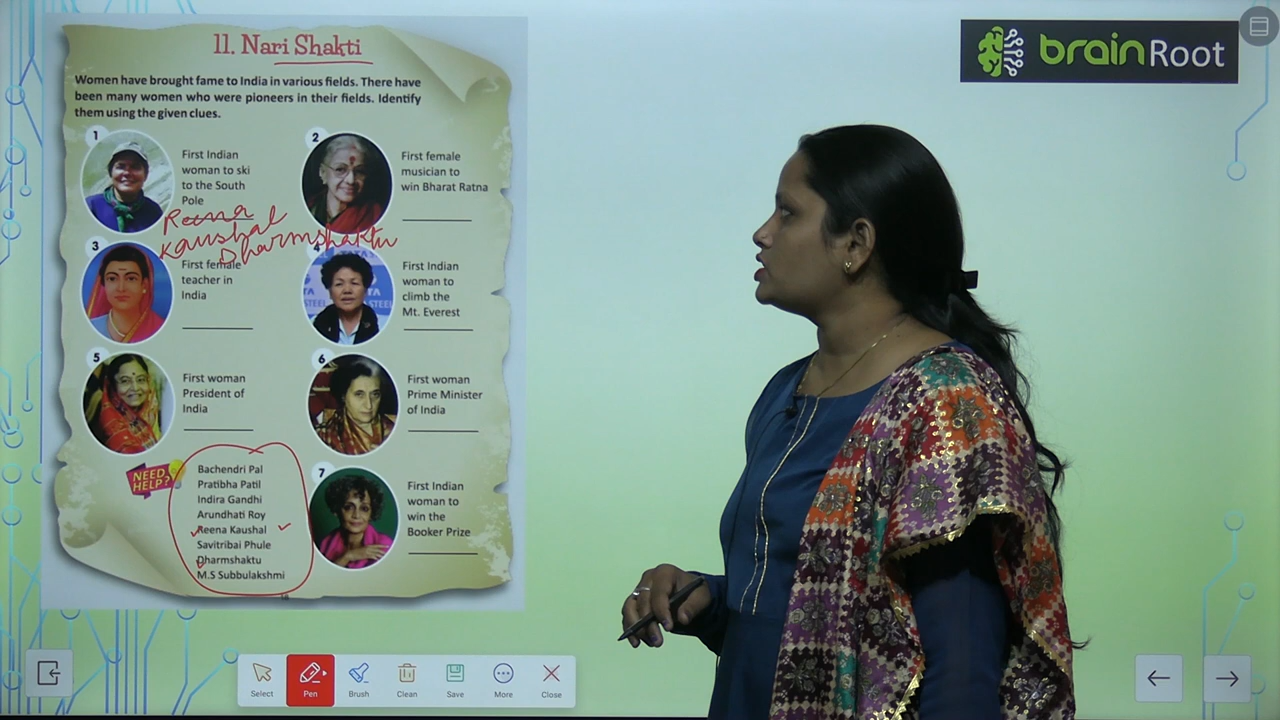 brainRoot
11. Nari Shakti
Women have brought fame to India in various fields. There have
been many women who were pioneers in their fields. Identify
them using the given clues.
1
First Indian
woman to ski
to the South
Pole
Reena
Kaushal
Dharmshaktu
2
First female
musician to
win Bharat Ratna
3
First female
teacher in
India
4
First Indian
woman to
climb the
Mt. Everest
5
First woman
President of
India
6
First woman
Prime Minister
of India
NEED
HELP?
Bachendri Pal
Pratibha Patil
Indira Gandhi
Arundhati Roy
Reena Kaushal
Savitribai Phule
Dharmshaktu
M.S Subbulakshmi
7
First Indian
woman to
win the
Booker Prize
Select
Pen
Brush
Clean
Save
More
Close